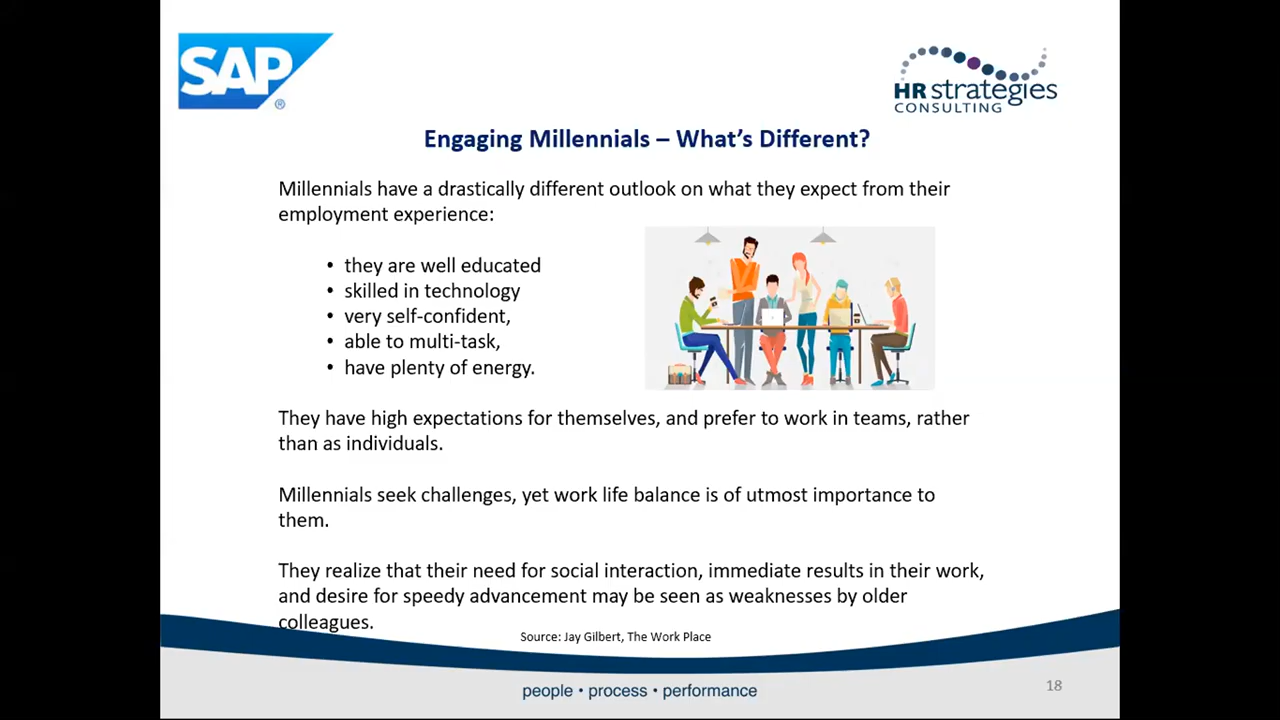 SAP
®
HR strategies
CONSULTING
Engaging Millennials – What's Different?
Millennials have a drastically different outlook on what they expect from their
employment experience:
• they are well educated
• skilled in technology
• very self-confident,
• able to multi-task,
• have plenty of energy.
They have high expectations for themselves, and prefer to work in teams, rather
than as individuals.
Millennials seek challenges, yet work life balance is of utmost importance to
them.
They realize that their need for social interaction, immediate results in their work,
and desire for speedy advancement may be seen as weaknesses by older
colleagues.
Source: Jay Gilbert, The Work Place
people • process • performance
18